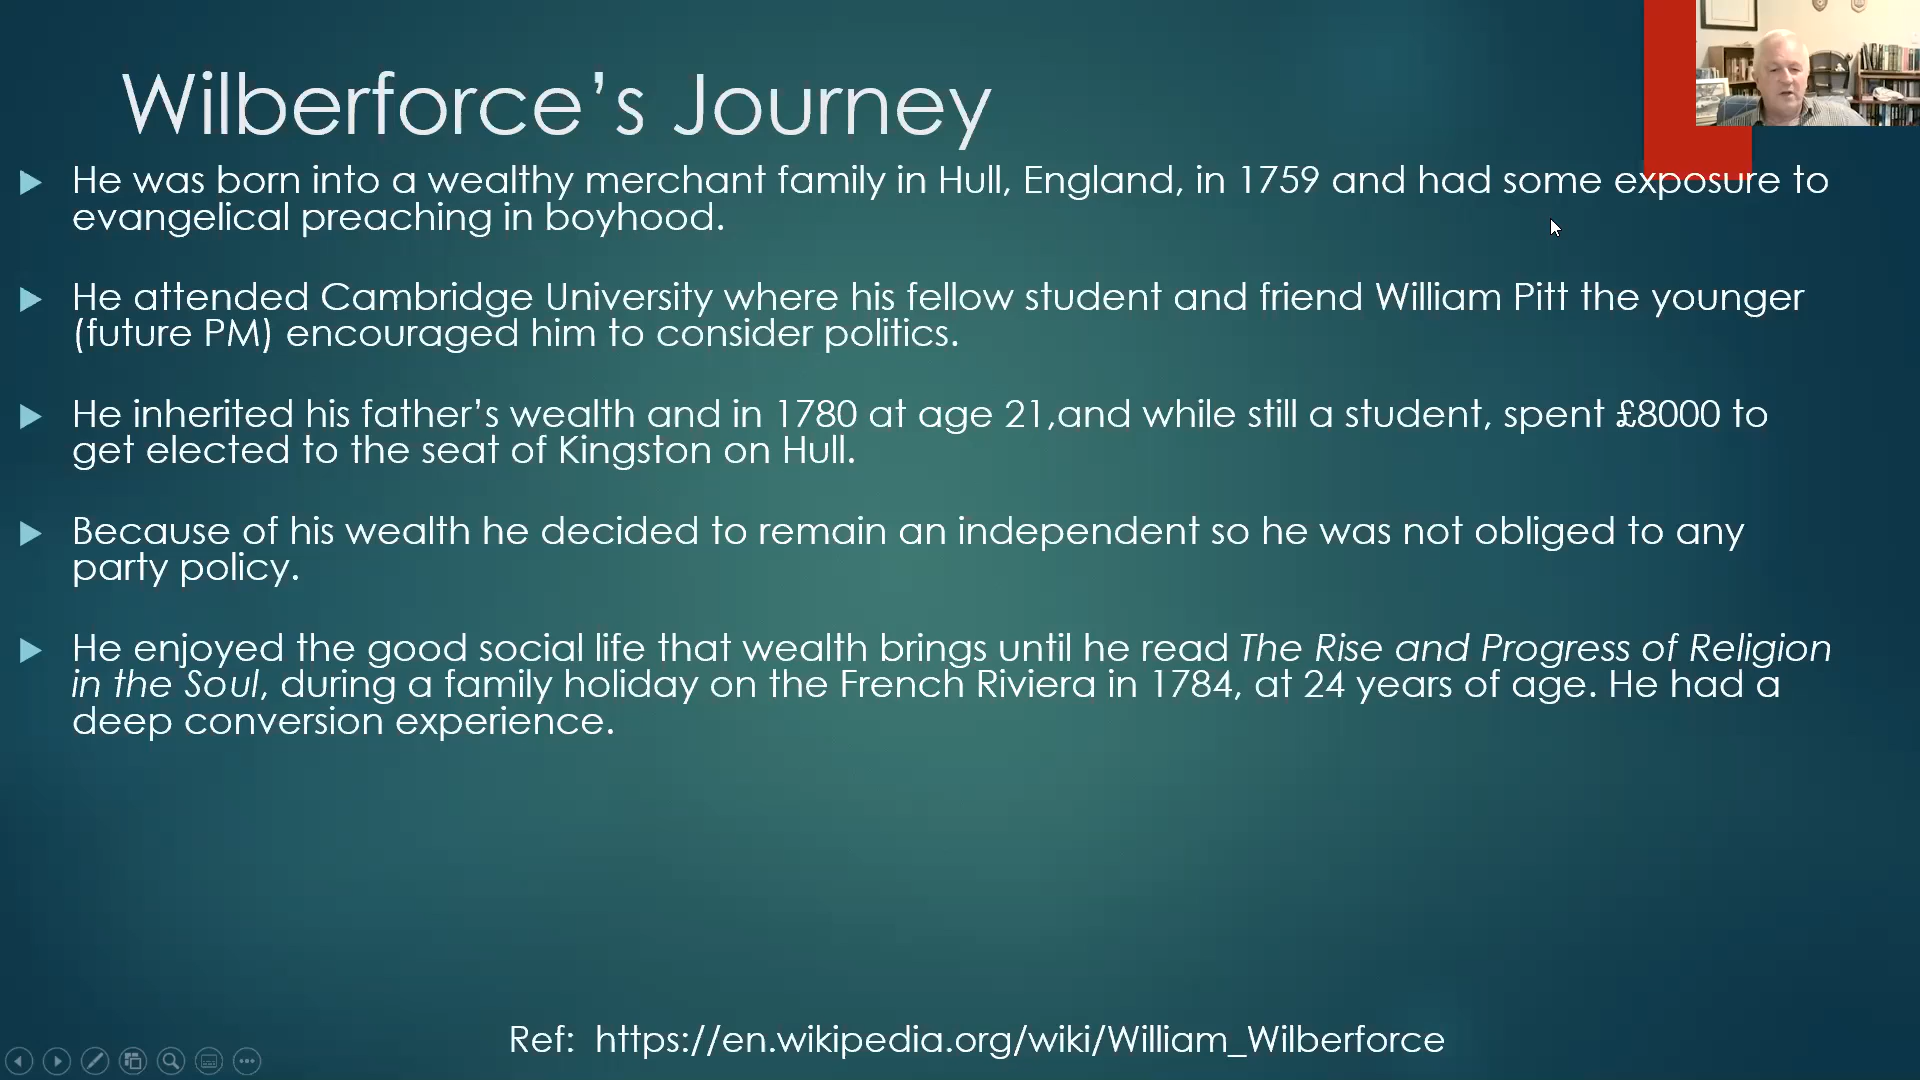 Wilberforce’s Journey
He was born into a wealthy merchant family in Hull, England, in 1759 and had some exposure to
evangelical preaching in boyhood.
He attended Cambridge University where his fellow student and friend William Pitt the younger
(future PM) encouraged him to consider politics.
He inherited his father’s wealth and in 1780 at age 21,and while still a student, spent £8000 to
get elected to the seat of Kingston on Hull.
Because of his wealth he decided to remain an independent so he was not obliged to any
party policy.
He enjoyed the good social life that wealth brings until he read The Rise and Progress of Religion
in the Soul, during a family holiday on the French Riviera in 1784, at 24 years of age. He had a
deep conversion experience.
Ref:  https://en.wikipedia.org/wiki/William_Wilberforce